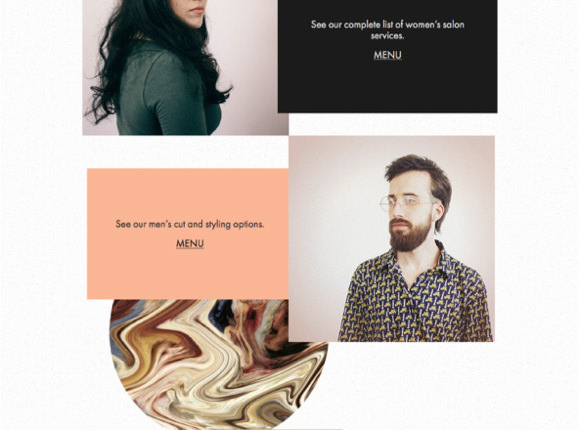 See our complete list of women's salon
services.
MENU
See our men's cut and styling options.
MENU